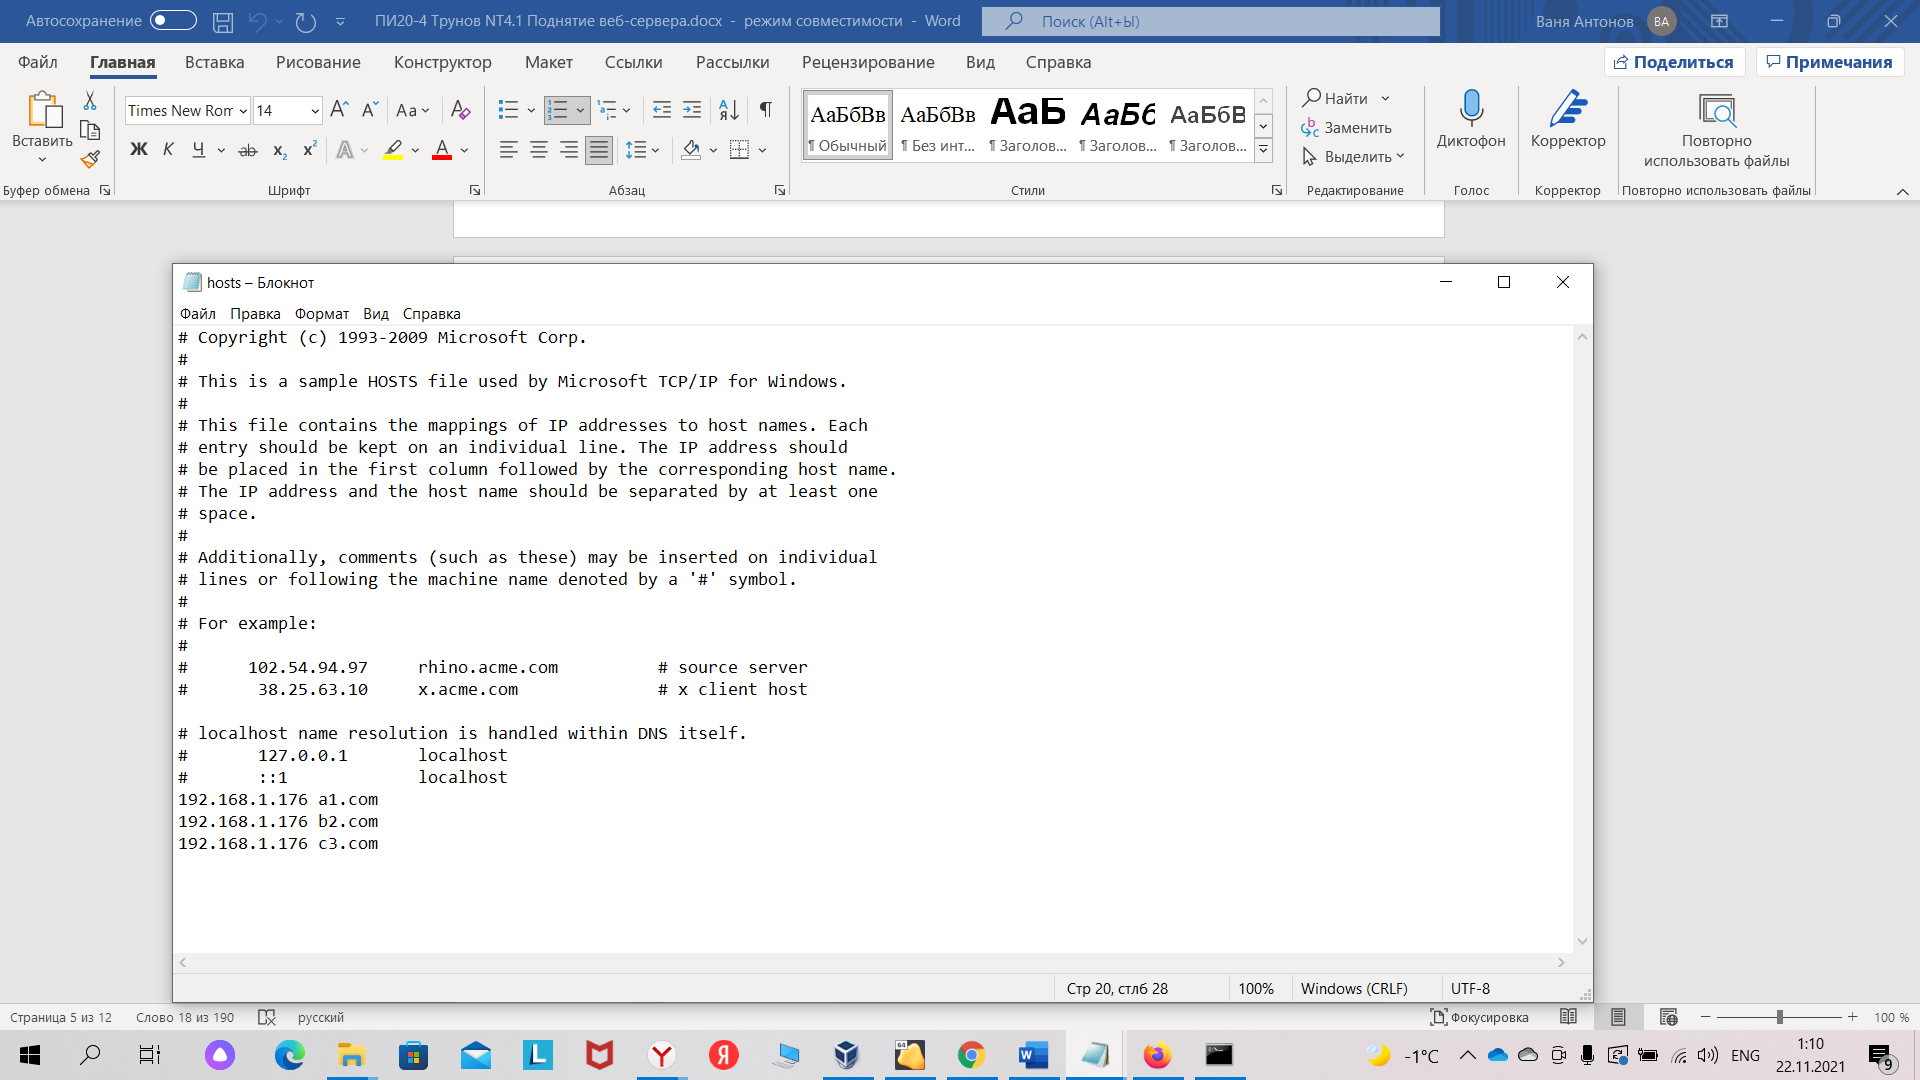 Автосохранение
ПИ20-4 Трунов NT4.1 Поднятие веб-сервера.docx - режим совместимости - Word
Поиск (Alt+Ы)
Ваня Антонов
ВА
Файл Главная Вставка Рисование Конструктор Макет Ссылки Рассылки Рецензирование Вид Справка
Поделиться
Примечания
Вставить
Буфер обмена
Times New Rom 14
Ж К Ч ab x₂ x²
Шрифт
Абзац
АаБбВв АаБбВв АаБ АаБб АаБбВ
¶ Обычный ¶ Без инт... ¶ Заголов... ¶ Заголов... ¶ Заголов...
Стили
Найти
Заменить
Выделить
Редактирование
Диктофон
Голос
Корректор
Корректор
Повторно
использовать файлы
Повторно использовать файлы
hosts – Блокнот
Файл Правка Формат Вид Справка
# Copyright (c) 1993-2009 Microsoft Corp.
#
# This is a sample HOSTS file used by Microsoft TCP/IP for Windows.
#
# This file contains the mappings of IP addresses to host names. Each
# entry should be kept on an individual line. The IP address should
# be placed in the first column followed by the corresponding host name.
# The IP address and the host name should be separated by at least one
# space.
#
# Additionally, comments (such as these) may be inserted on individual
# lines or following the machine name denoted by a '#' symbol.
#
# For example:
#
# 102.54.94.97 rhino.acme.com # source server
# 38.25.63.10 x.acme.com # x client host
# localhost name resolution is handled within DNS itself.
# 127.0.0.1 localhost
# ::1 localhost
192.168.1.176 a1.com
192.168.1.176 b2.com
192.168.1.176 c3.com
Стр 20, стлб 28 100% Windows (CRLF) UTF-8
Страница 5 из 12 Слово 18 из 190 русский
Фокусировка
100 %
-1°C
ENG
1:10
22.11.2021
9